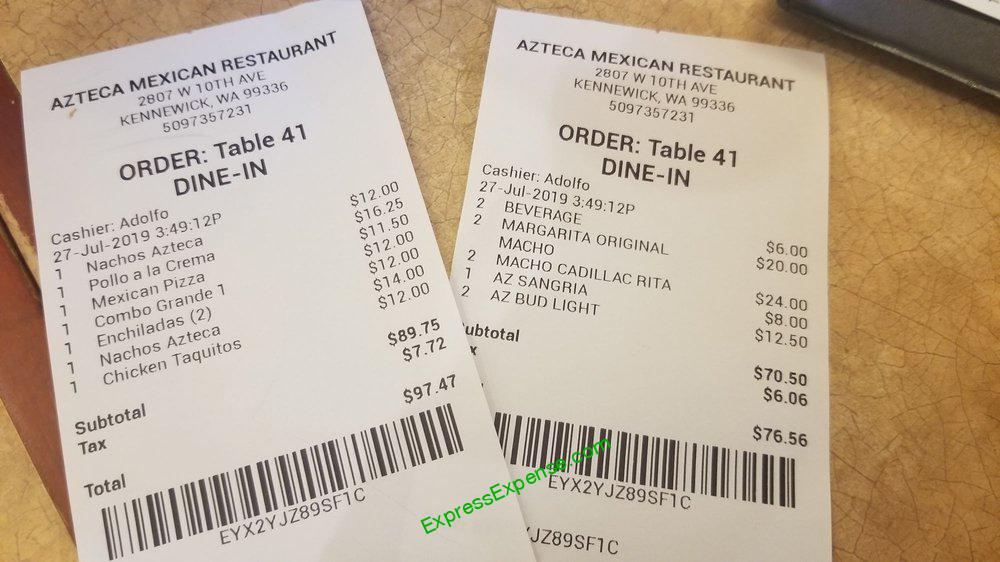 AZTECA MEXICAN RESTAURANT
2807 W 10TH AVE
KENNEWICK, WA 99336
5097357231
ORDER: Table 41
DINE-IN
Cashier: Adolfo
27-Jul-2019 3:49:12P
1 Nachos Azteca $12.00
1 Pollo a la Crema $16.25
1 Mexican Pizza $11.50
1 Combo Grande 1 $12.00
1 Enchiladas (2) $12.00
1 Nachos Azteca $14.00
1 Chicken Taquitos $12.00
Subtotal $89.75
Tax $7.72
Total $97.47
EYX2YJZ89SF1C
AZTECA MEXICAN RESTAURANT
2807 W 10TH AVE
KENNEWICK, WA 99336
5097357231
ORDER: Table 41
DINE-IN
Cashier: Adolfo
27-Jul-2019 3:49:12P
2 BEVERAGE $6.00
2 MARGARITA ORIGINAL $20.00
MACHO
2 MACHO CADILLAC RITA $24.00
1 AZ SANGRIA $8.00
2 AZ BUD LIGHT $12.50
ubtotal $70.50
x $6.06
$76.56
EYX2YJZ89SF1C
JZ89SF1C
ExpressExpense.com